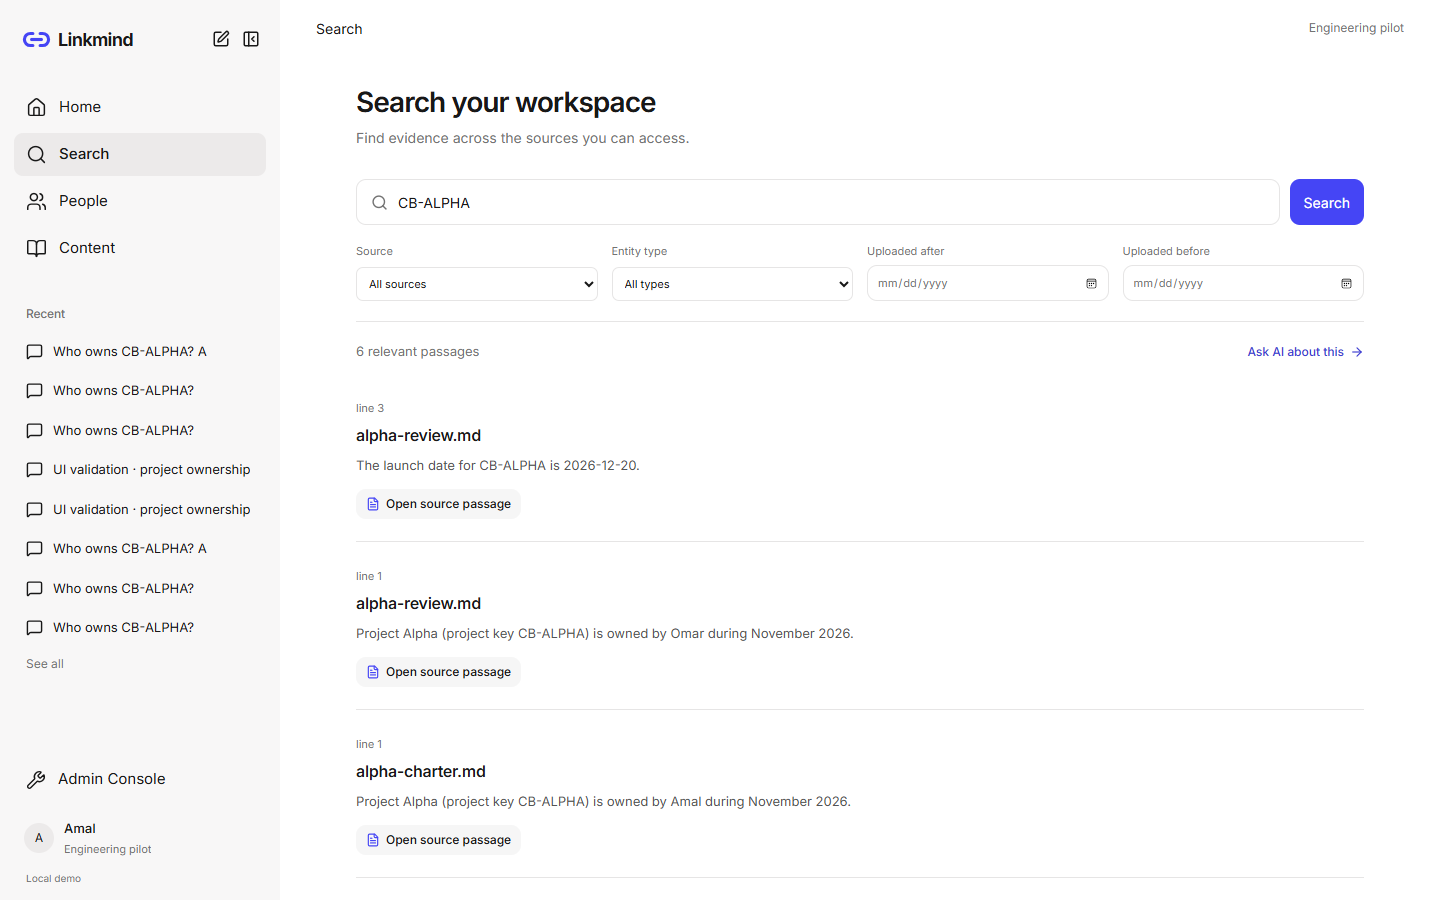 Linkmind
Home
Search
People
Content
Recent
Who owns CB-ALPHA? A
Who owns CB-ALPHA?
Who owns CB-ALPHA?
UI validation · project ownership
UI validation · project ownership
Who owns CB-ALPHA? A
Who owns CB-ALPHA?
Who owns CB-ALPHA?
See all
Admin Console
A
Amal
Engineering pilot
Local demo
Search
Engineering pilot
Search your workspace
Find evidence across the sources you can access.
CB-ALPHA
Search
Source
Entity type
Uploaded after
Uploaded before
All sources
All types
mm/dd/yyyy
mm/dd/yyyy
6 relevant passages
Ask AI about this
line 3
alpha-review.md
The launch date for CB-ALPHA is 2026-12-20.
Open source passage
line 1
alpha-review.md
Project Alpha (project key CB-ALPHA) is owned by Omar during November 2026.
Open source passage
line 1
alpha-charter.md
Project Alpha (project key CB-ALPHA) is owned by Amal during November 2026.
Open source passage